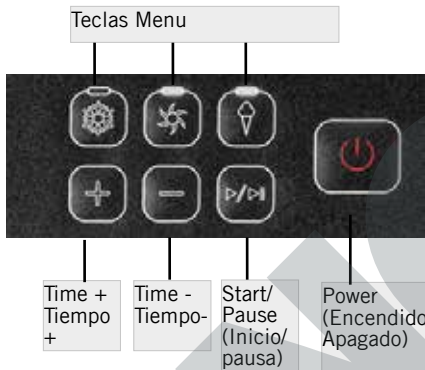 Teclas Menu
Time +
Tiempo
+
Time -
Tiempo-
Start/
Pause
(Inicio/
pausa)
Power
(Encendido
Apagado)